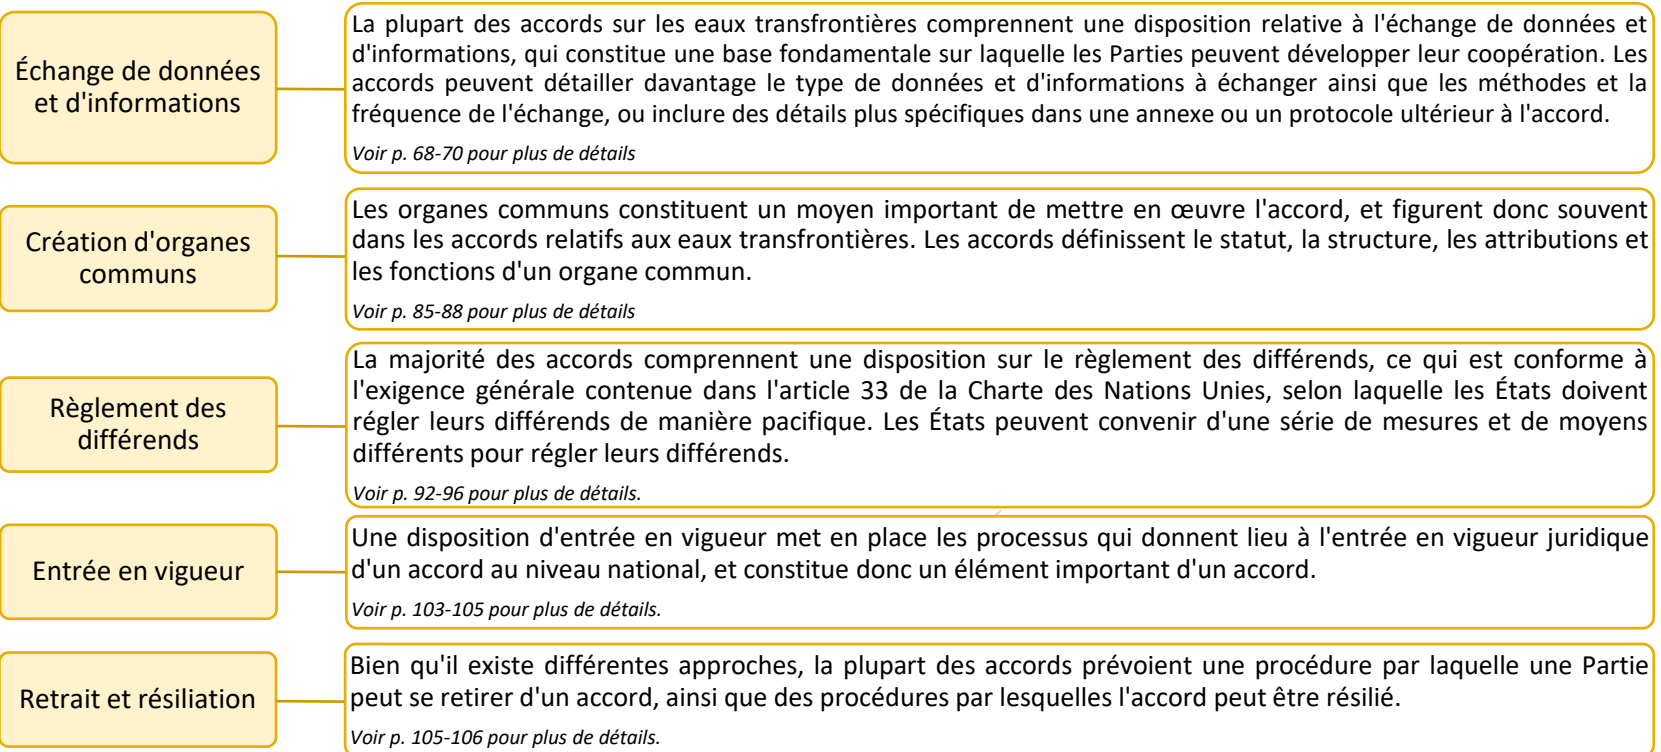 Échange de données
et d'informations
La plupart des accords sur les eaux transfrontières comprennent une disposition relative à l'échange de données et
d'informations, qui constitue une base fondamentale sur laquelle les Parties peuvent développer leur coopération. Les
accords peuvent détailler davantage le type de données et d'informations à échanger ainsi que les méthodes et la
fréquence de l'échange, ou inclure des détails plus spécifiques dans une annexe ou un protocole ultérieur à l'accord.
Voir p. 68-70 pour plus de détails
Création d'organes
communs
Les organes communs constituent un moyen important de mettre en œuvre l'accord, et figurent donc souvent
dans les accords relatifs aux eaux transfrontières. Les accords définissent le statut, la structure, les attributions et
les fonctions d'un organe commun.
Voir p. 85-88 pour plus de détails
Règlement des
différends
La majorité des accords comprennent une disposition sur le règlement des différends, ce qui est conforme à
l'exigence générale contenue dans l'article 33 de la Charte des Nations Unies, selon laquelle les États doivent
régler leurs différends de manière pacifique. Les États peuvent convenir d'une série de mesures et de moyens
différents pour régler leurs différends.
Voir p. 92-96 pour plus de détails.
Entrée en vigueur
Une disposition d'entrée en vigueur met en place les processus qui donnent lieu à l'entrée en vigueur juridique
d'un accord au niveau national, et constitue donc un élément important d'un accord.
Voir p. 103-105 pour plus de détails.
Retrait et résiliation
Bien qu'il existe différentes approches, la plupart des accords prévoient une procédure par laquelle une Partie
peut se retirer d'un accord, ainsi que des procédures par lesquelles l'accord peut être résilié.
Voir p. 105-106 pour plus de détails.